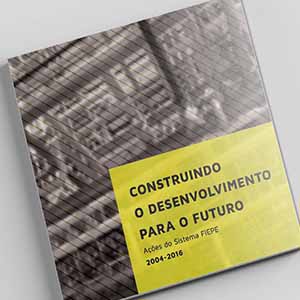 CONSTRUINDO
O DESENVOLVIMENTO
PARA O FUTURO
Ações do Sistema FIEPE
2004-2016